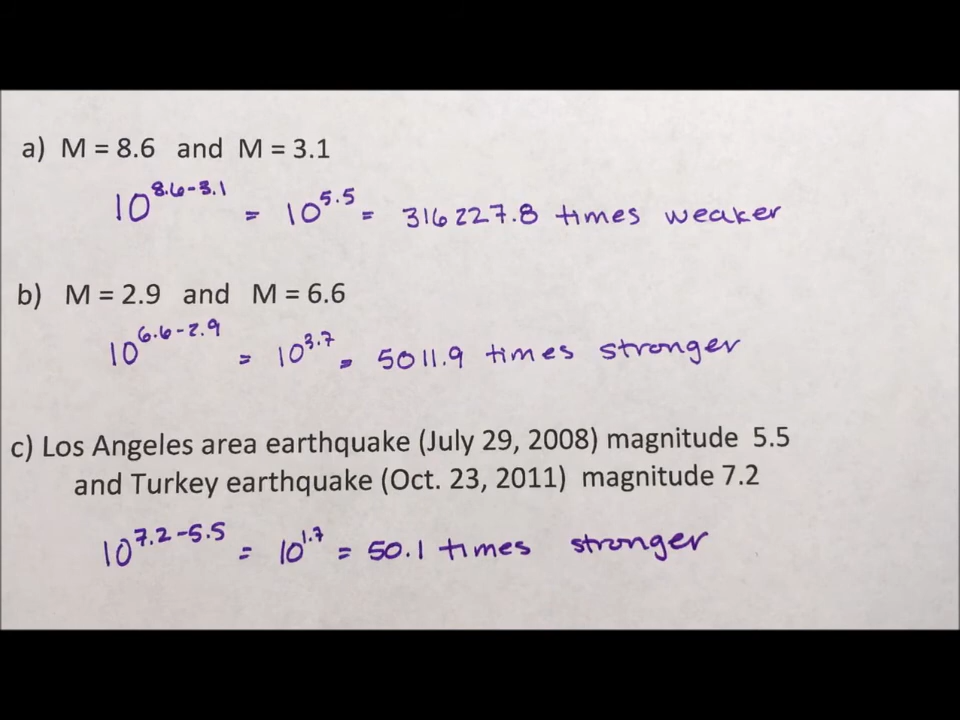 a) M = 8.6 and M = 3.1
10^8.6-3.1 = 10^5.5 = 316227.8 times weaker
b) M = 2.9 and M = 6.6
10^6.6-2.9 = 10^3.7 = 5011.9 times stronger
c) Los Angeles area earthquake (July 29, 2008) magnitude 5.5
and Turkey earthquake (Oct. 23, 2011) magnitude 7.2
10^7.2-5.5 = 10^1.7 = 50.1 times stronger